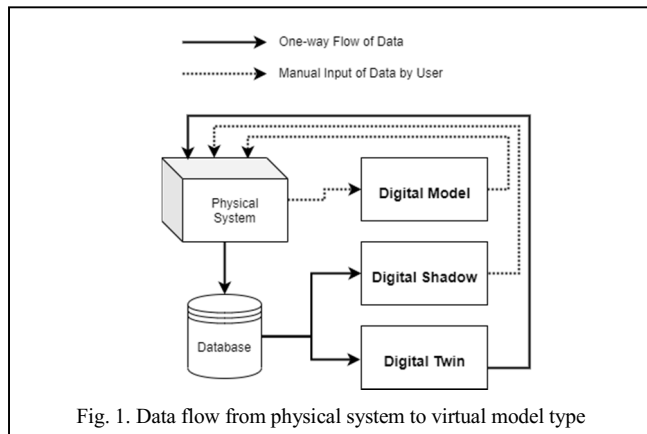 One-way Flow of Data
Manual Input of Data by User
Physical
System
Digital Model
Digital Shadow
Database
Digital Twin
Fig. 1. Data flow from physical system to virtual model type